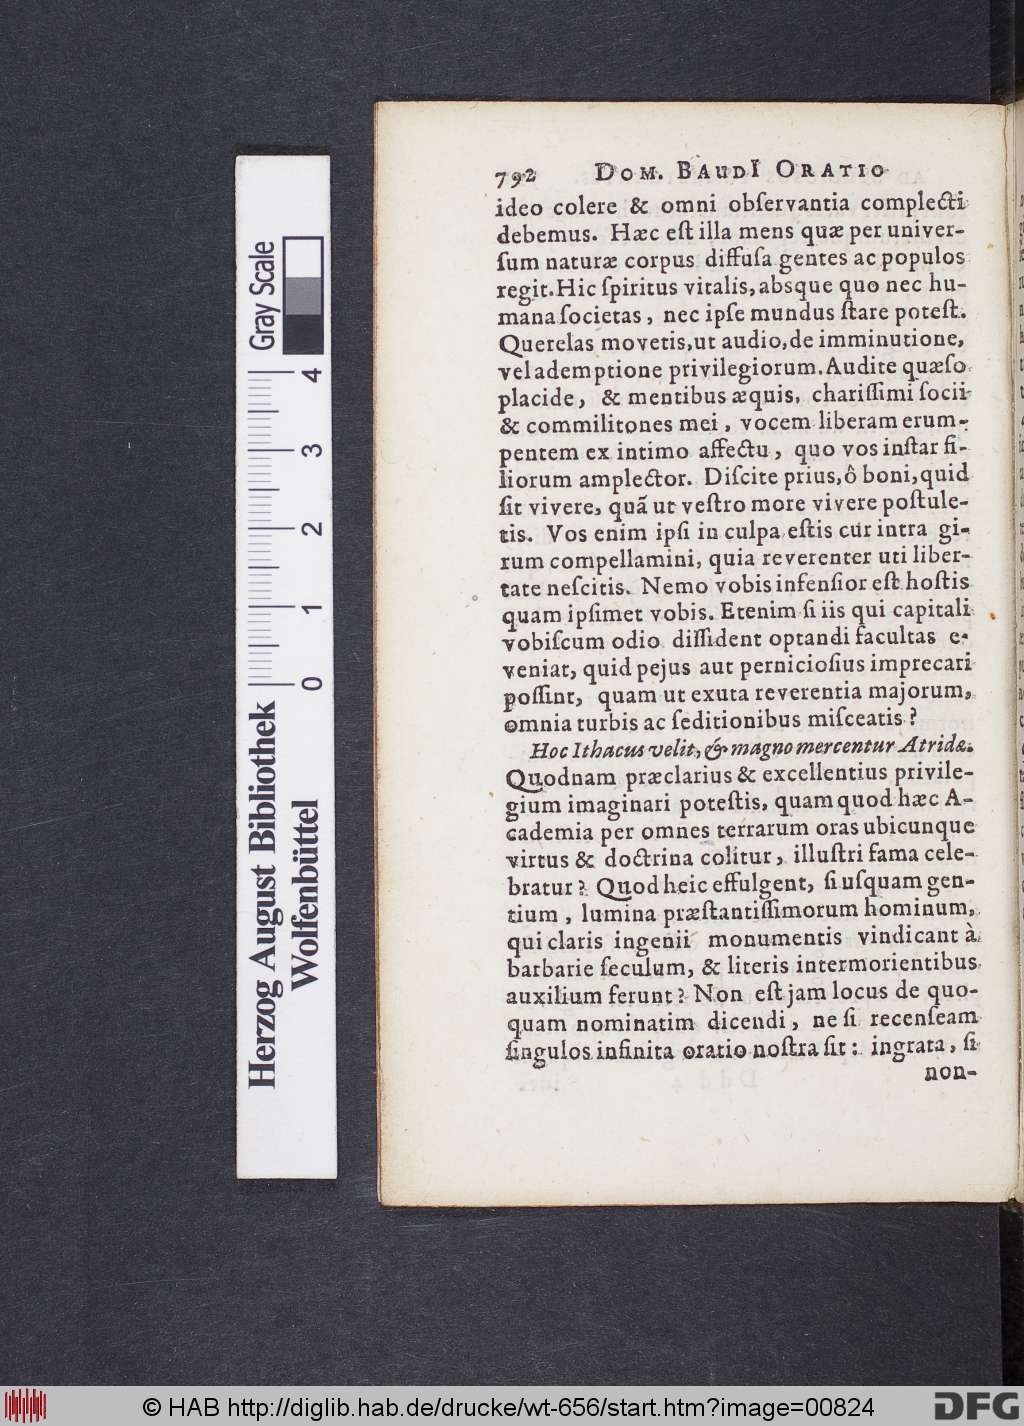 792 DOM. BAUDI ORATIO
ideo colere & omni obſervantia complecti
debemus. Hæc eſt illa mens quæ per univer-
ſum naturæ corpus diffuſa gentes ac populos
regit. Hic ſpiritus vitalis, absque quo nec hu-
mana ſocietas, nec ipſe mundus ſtare poteſt.
Querelas movetis, ut audio, de imminutione,
vel ademptione privilegiorum. Audite quæſo
placide, & mentibus æquis, chariſſimi ſocii
& commilitones mei, vocem liberam erum-
pentem ex intimo affectu, quo vos inſtar fi-
liorum amplector. Diſcite prius, ô boni, quid
ſit vivere, quã ut veſtro more vivere poſtule-
tis. Vos enim ipſi in culpa eſtis cur intra gi-
rum compellamini, quia reverenter uti liber-
tate neſcitis. Nemo vobis infenſior eſt hoſtis
quam ipſimet vobis. Etenim ſi iis qui capitali
vobiſcum odio diſſident optandi facultas e-
veniat, quid pejus aut pernicioſius imprecari
poſſint, quam ut exuta reverentia majorum,
omnia turbis ac ſeditionibus miſceatis?
Hoc Ithacus velit, & magno mercentur Atridæ.
Quodnam præclarius & excellentius privile-
gium imaginari poteſtis, quam quod hæc A-
cademia per omnes terrarum oras ubicunque
virtus & doctrina colitur, illuſtri fama cele-
bratur? Quod heic effulgent, ſi uſquam gen-
tium, lumina præſtantiſſimorum hominum,
qui claris ingenii monumentis vindicant à
barbarie ſeculum, & literis intermorientibus
auxilium ferunt? Non eſt jam locus de quo-
quam nominatim dicendi, ne ſi recenſeam
ſingulos infinita oratio noſtra ſit: ingrata, ſi
non-
Herzog August Bibliothek
Wolfenbüttel
0 1 2 3 4
Gray Scale
© HAB http://diglib.hab.de/drucke/wt-656/start.htm?image=00824
DFG